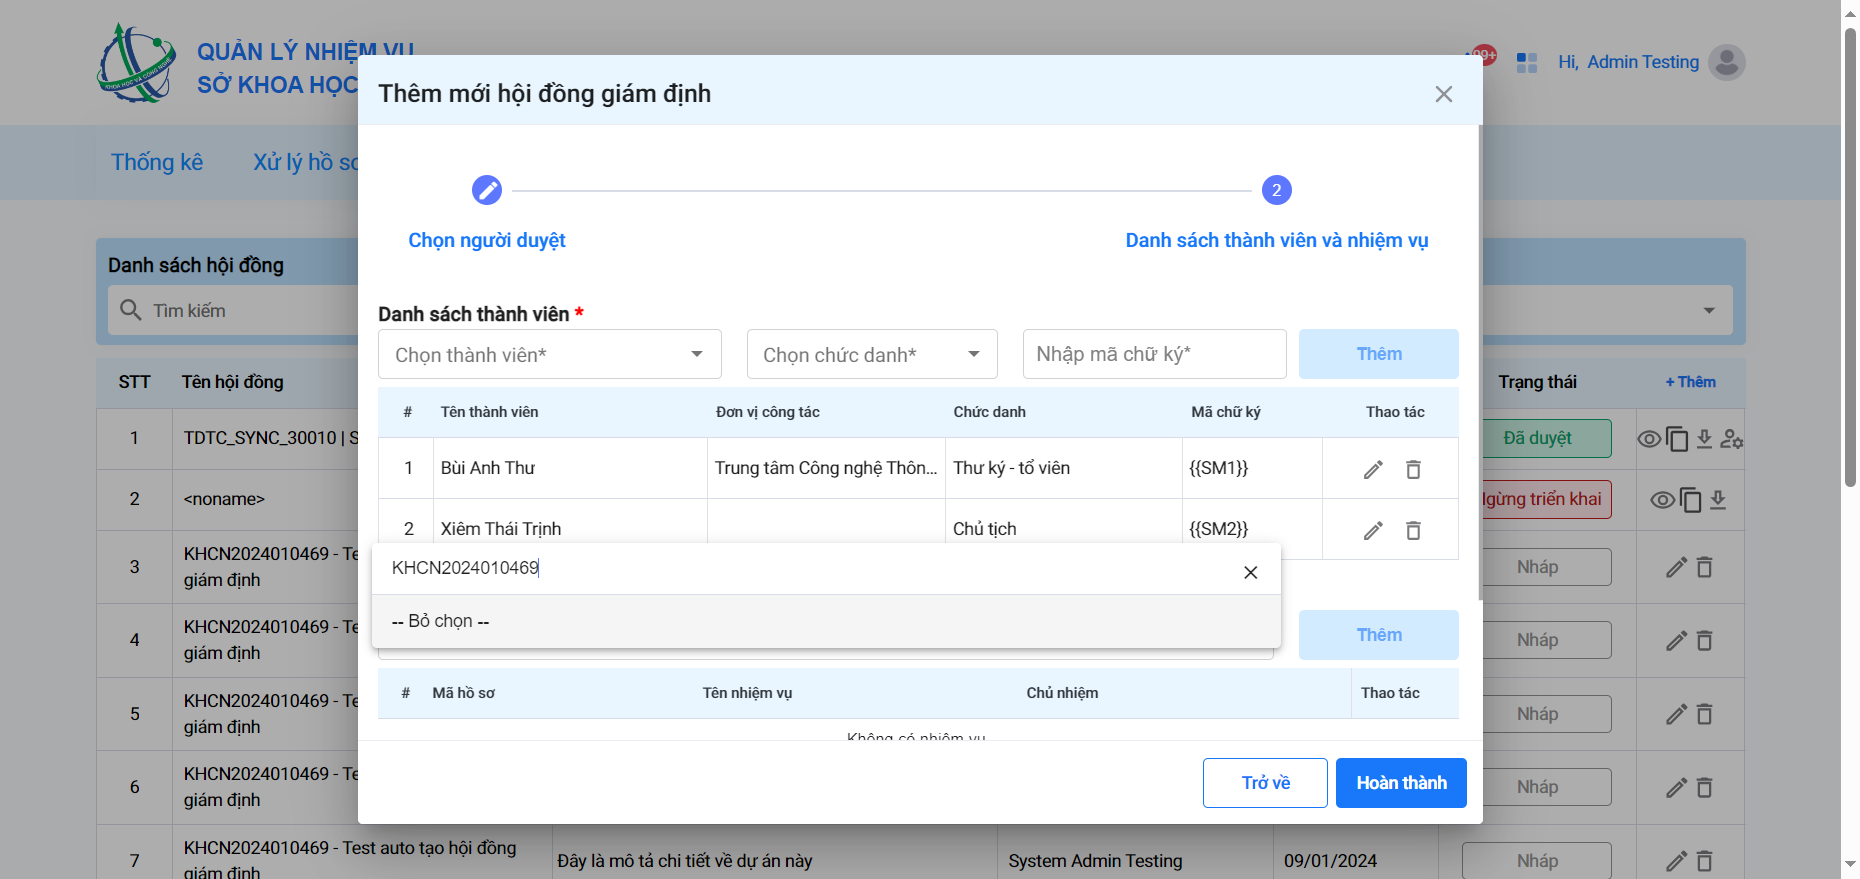 QUẢN LÝ NHIỆM VỤ
SỞ KHOA HỌC
99+
Hi, Admin Testing
Thêm mới hội đồng giám định
Thống kê
Xử lý hồ sơ
2
Chọn người duyệt
Danh sách thành viên và nhiệm vụ
Danh sách hội đồng
Tìm kiếm
Danh sách thành viên *
Chọn thành viên*
Chọn chức danh*
Nhập mã chữ ký*
Thêm
STT
Tên hội đồng
Trạng thái
+ Thêm
# Tên thành viên Đơn vị công tác Chức danh Mã chữ ký Thao tác
1 Bùi Anh Thư Trung tâm Công nghệ Thôn... Thư ký - tổ viên {{SM1}}
2 Xiêm Thái Trịnh Chủ tịch {{SM2}}
KHCN2024010469
-- Bỏ chọn --
Thêm
# Mã hồ sơ Tên nhiệm vụ Chủ nhiệm Thao tác
Không có nhiệm vụ
Trở về
Hoàn thành
1 TDTC_SYNC_30010 | S
Đã duyệt
2 <noname>
Ngừng triển khai
3 KHCN2024010469 - Te
giám định
Nháp
4 KHCN2024010469 - Te
giám định
Nháp
5 KHCN2024010469 - Te
giám định
Nháp
6 KHCN2024010469 - Te
giám định
Nháp
7 KHCN2024010469 - Test auto tạo hội đồng
giám định
Đây là mô tả chi tiết về dự án này
System Admin Testing
09/01/2024
Nháp